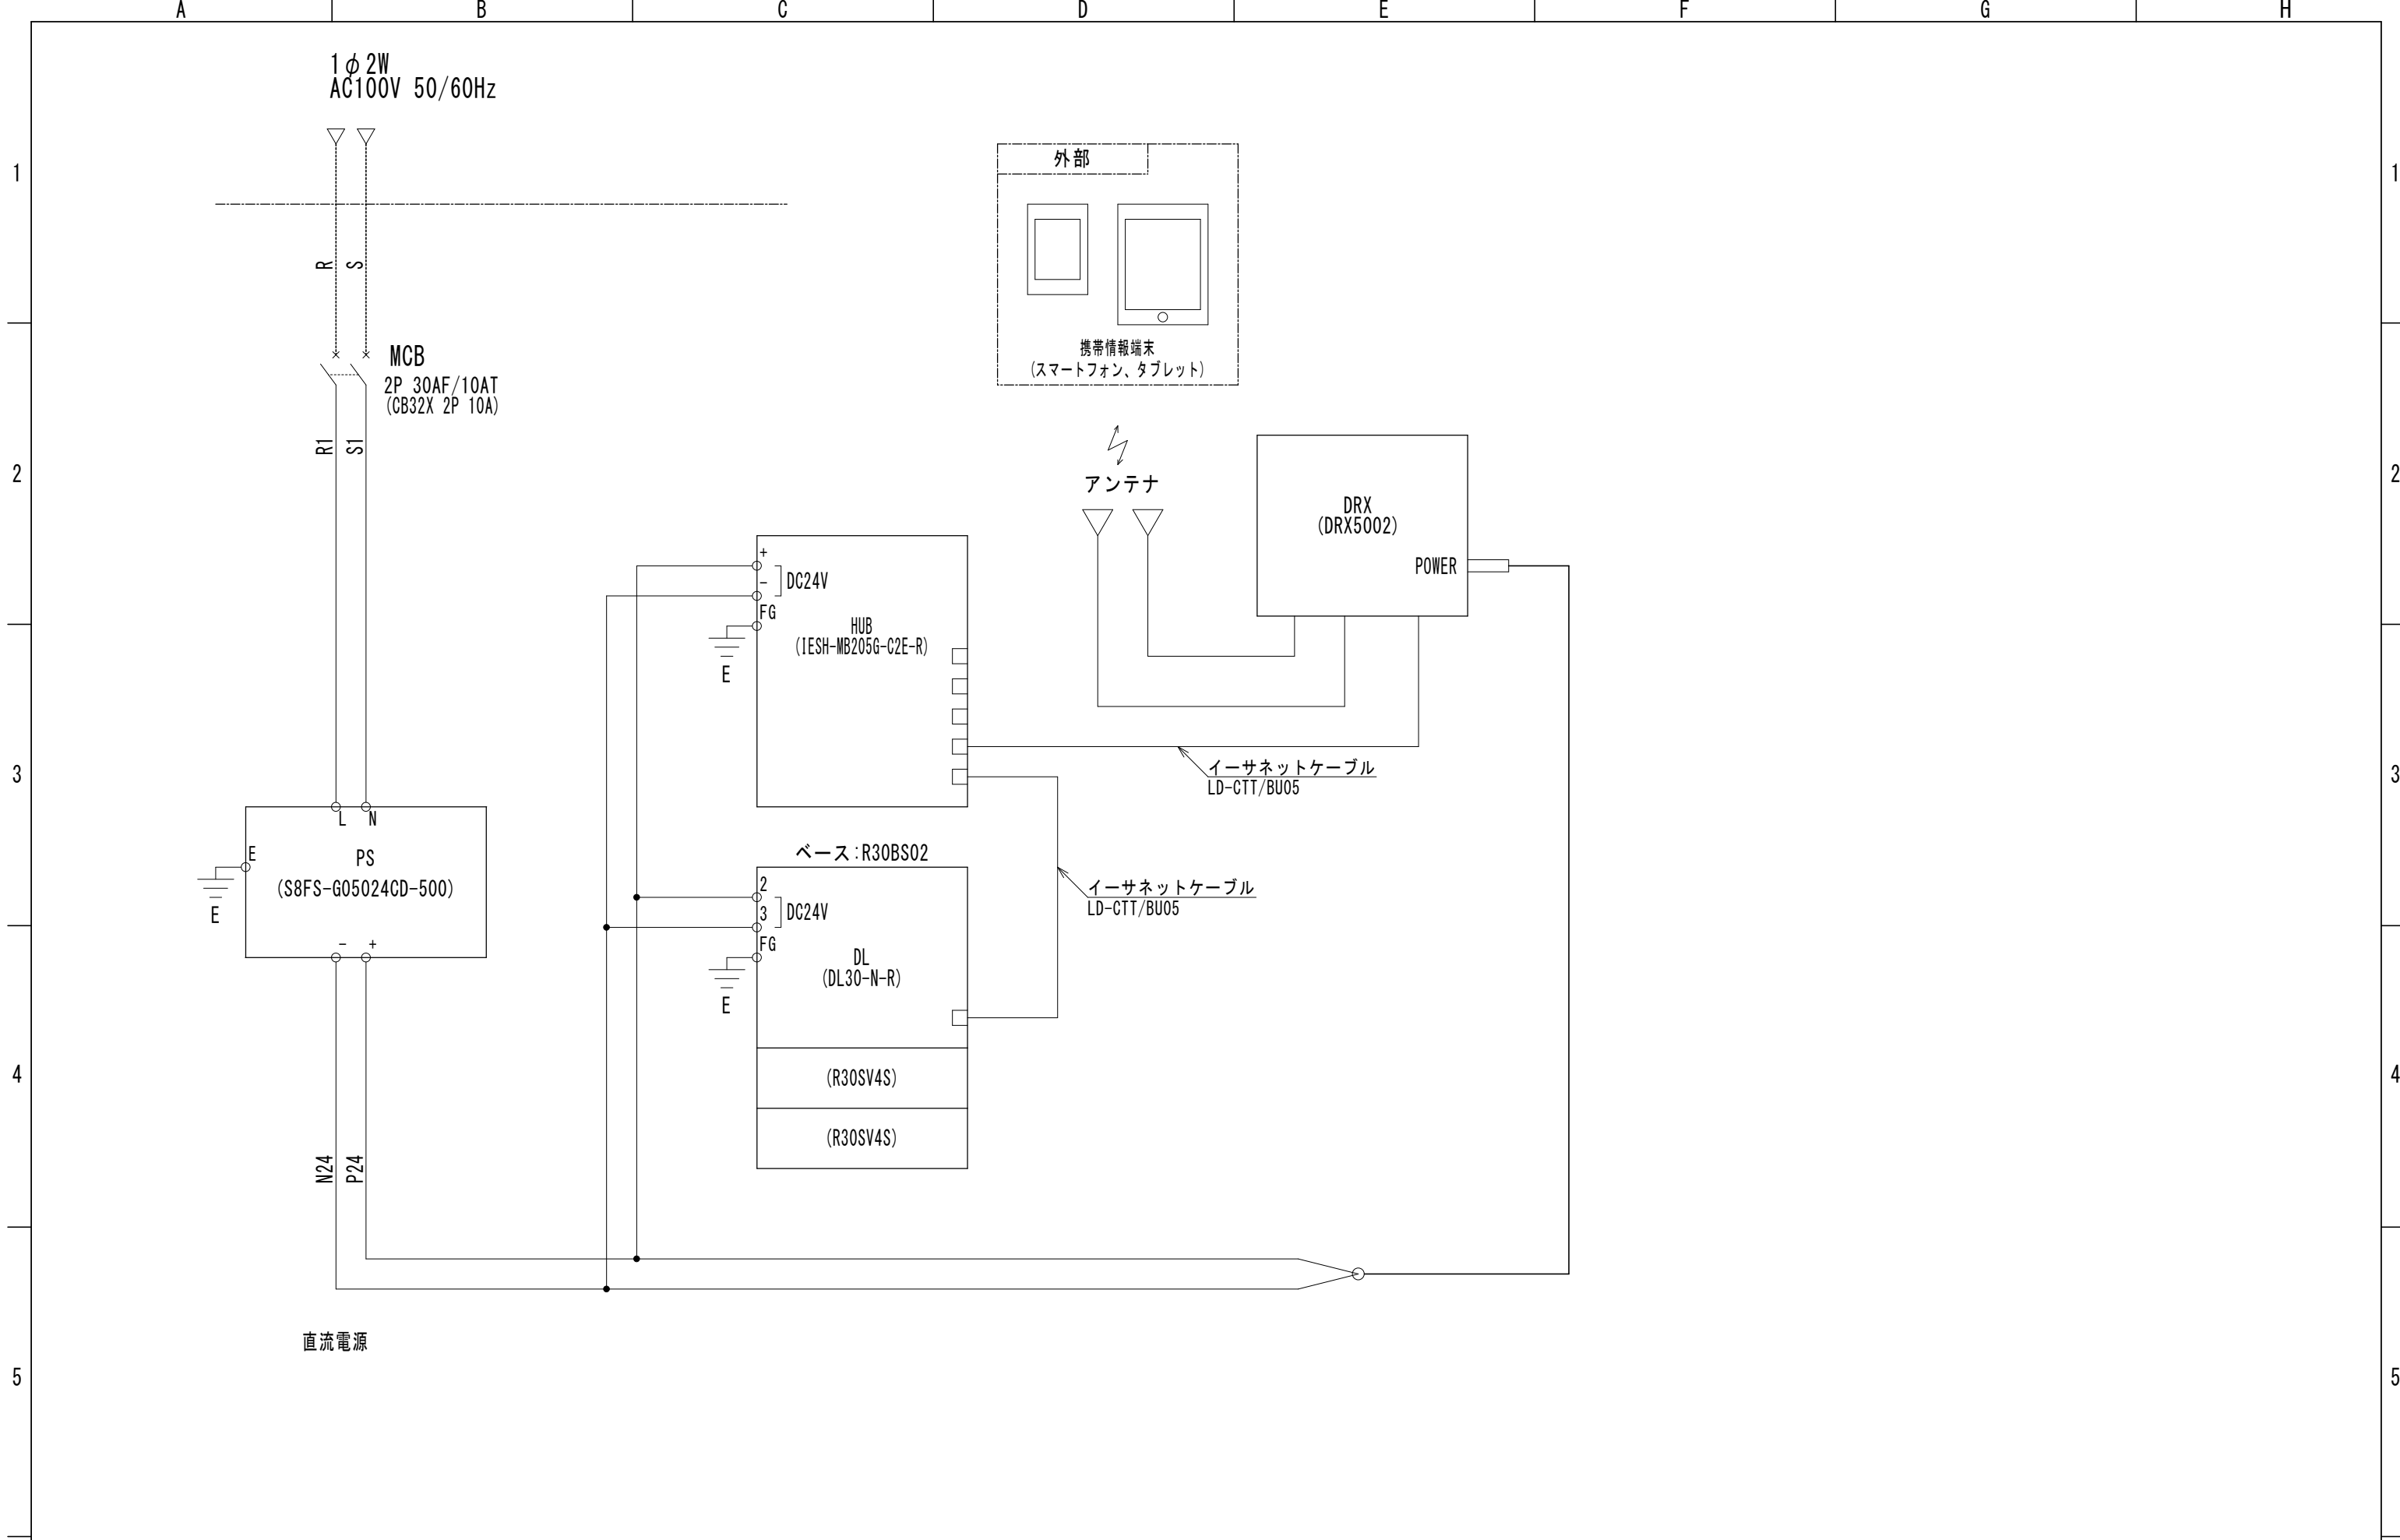 A B C D E F G H
1φ2W
AC100V 50/60Hz
1
1
外部
R
S
携帯情報端末
(スマートフォン、タブレット)
MCB
2P 30AF/10AT
(CB32X 2P 10A)
R1
S1
2
2
アンテナ
DRX
(DRX5002)
POWER
+
-
DC24V
FG
E
HUB
(IESH-MB205G-C2E-R)
3
3
イーサネットケーブル
LD-CTT/BU05
L N
E
E
PS
(S8FS-G05024CD-500)
- +
ベース:R30BS02
2
3
DC24V
FG
E
DL
(DL30-N-R)
イーサネットケーブル
LD-CTT/BU05
4
4
(R30SV4S)
(R30SV4S)
N24
P24
直流電源
5
5